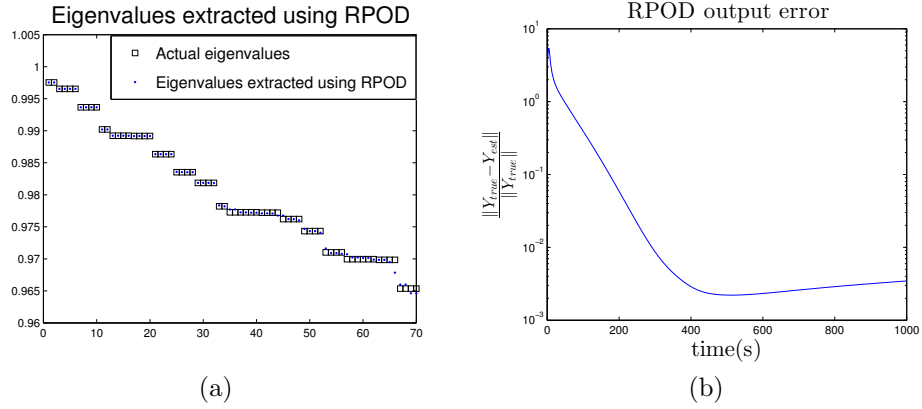 Eigenvalues extracted using RPOD
1.005
1
0.995
0.99
0.985
0.98
0.975
0.97
0.965
0.96
0 10 20 30 40 50 60 70
Actual eigenvalues
Eigenvalues extracted using RPOD
(a)
RPOD output error
10^1
10^0
10^-1
10^-2
10^-3
‖Y_true − Y_est‖
‖Y_true‖
0 200 400 600 800 1000
time(s)
(b)